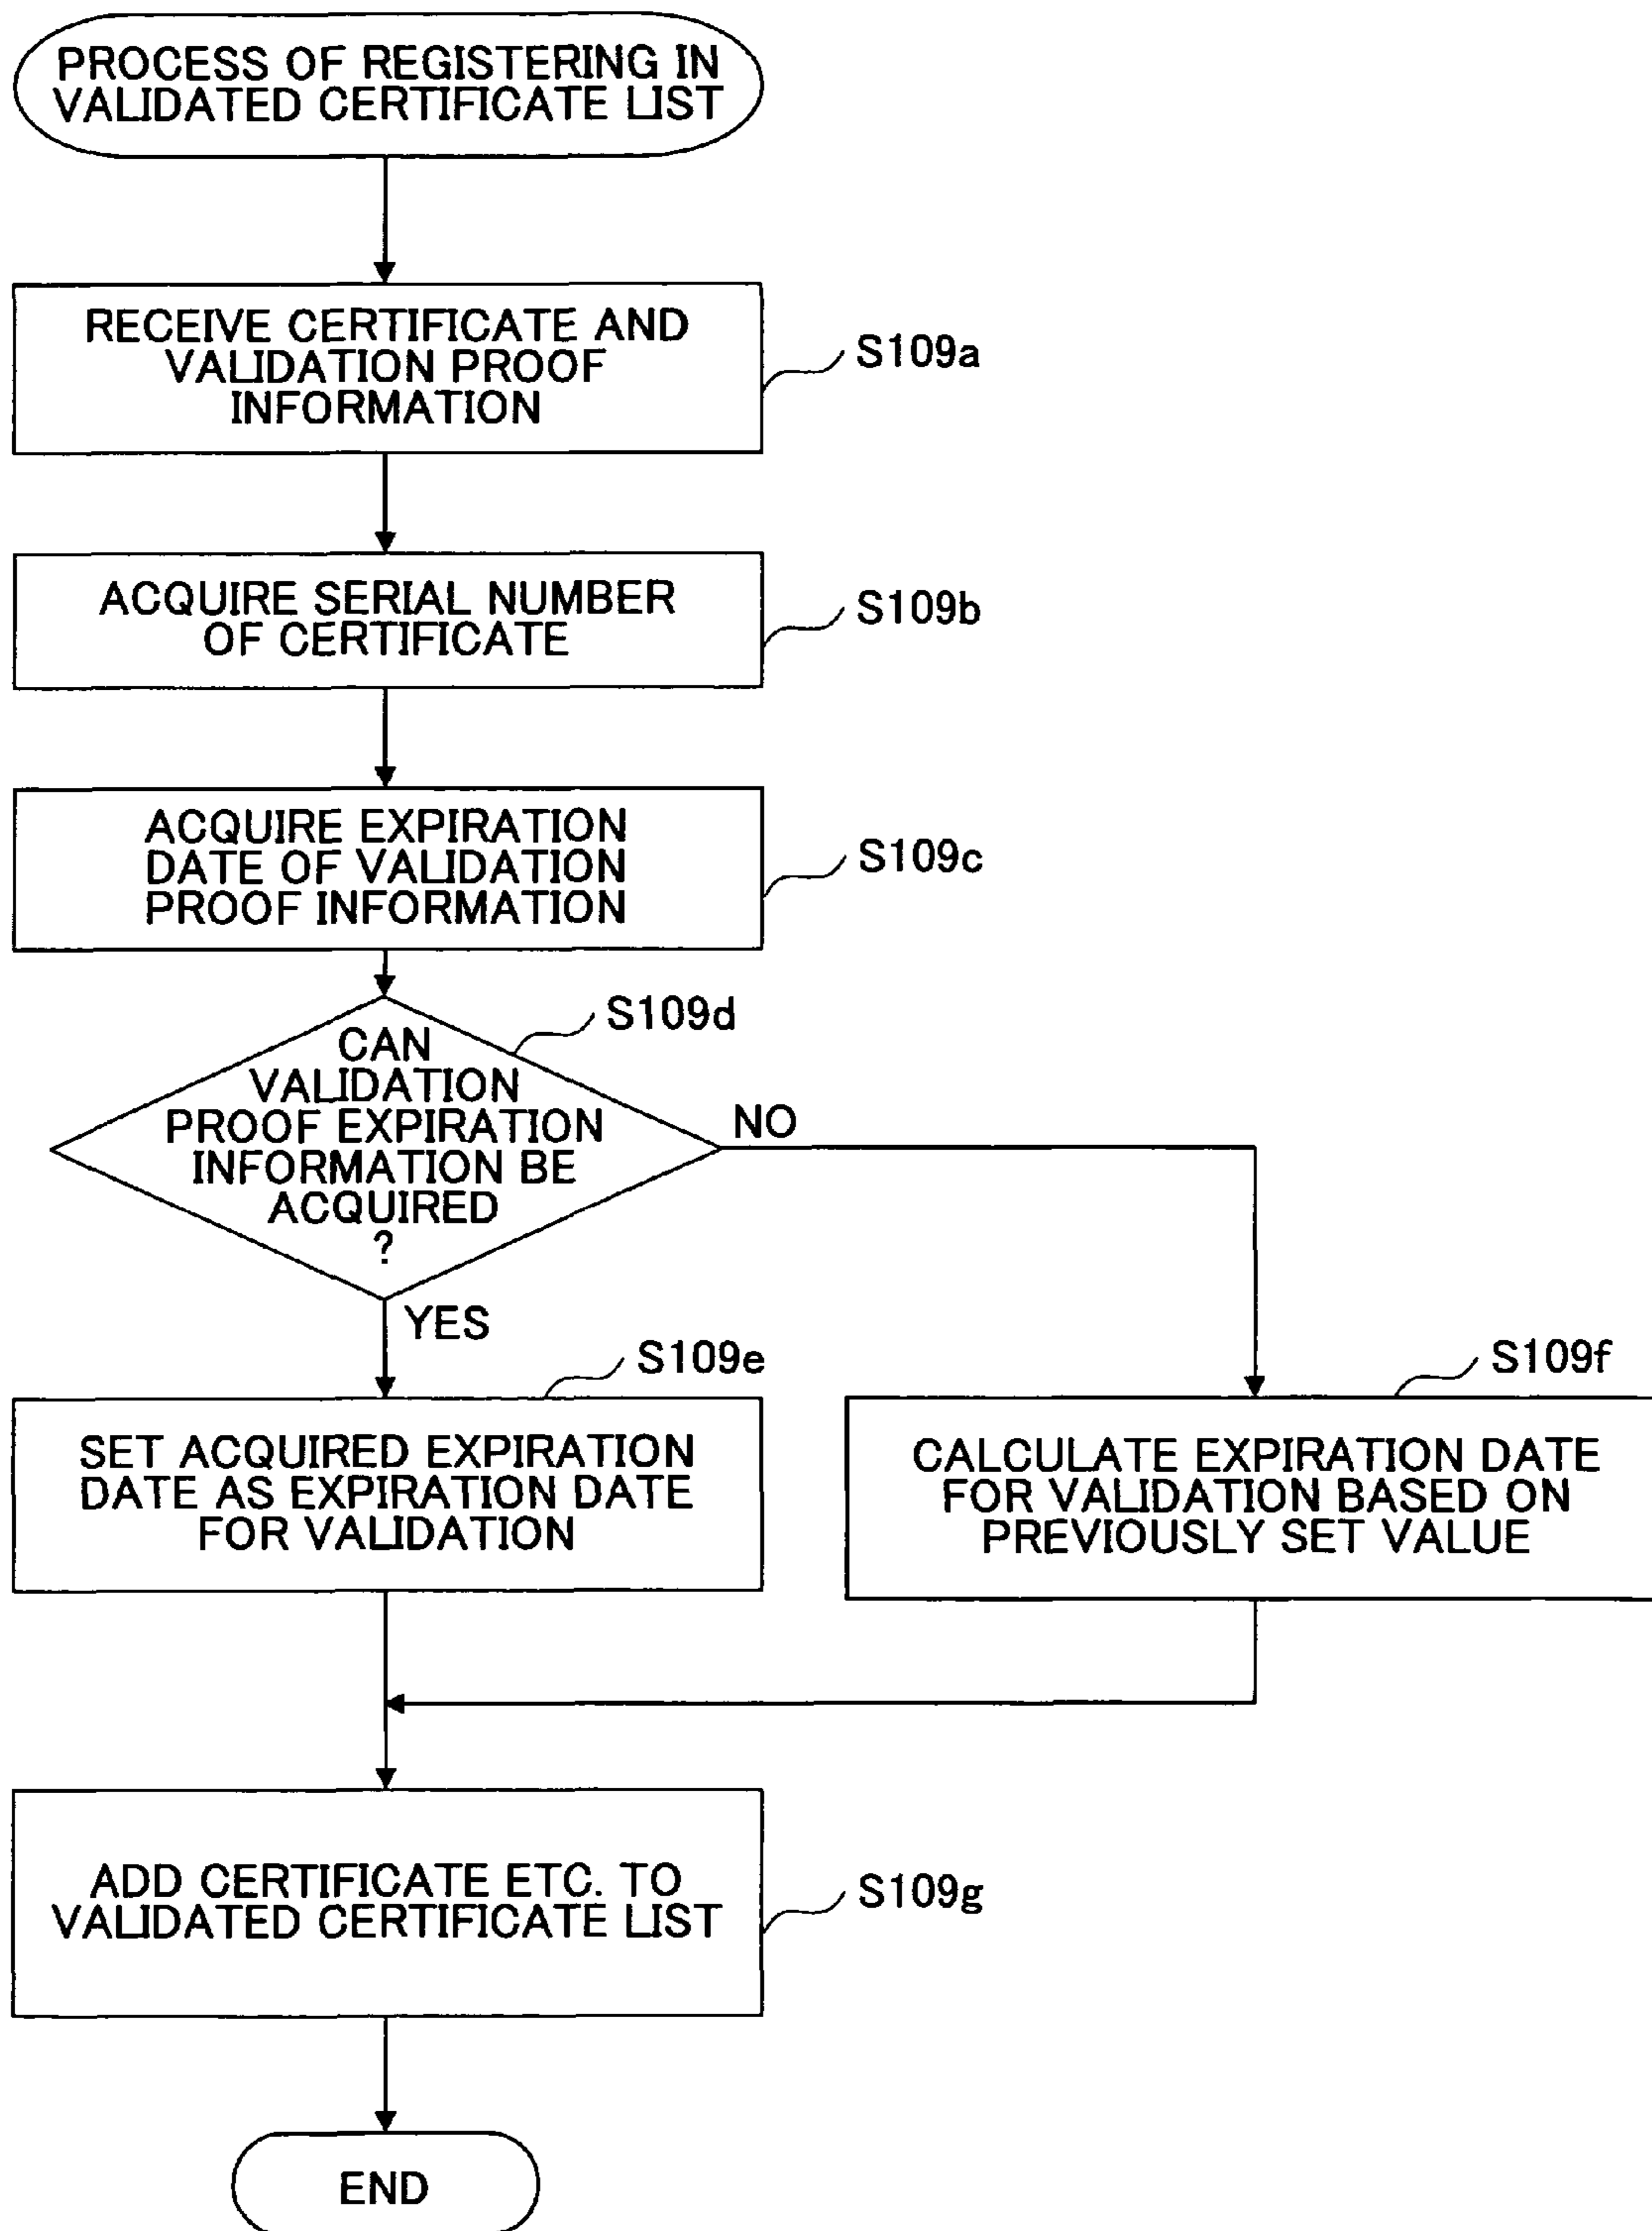 PROCESS OF REGISTERING IN
VALIDATED CERTIFICATE LIST
RECEIVE CERTIFICATE AND
VALIDATION PROOF
INFORMATION
S109a
ACQUIRE SERIAL NUMBER
OF CERTIFICATE
S109b
ACQUIRE EXPIRATION
DATE OF VALIDATION
PROOF INFORMATION
S109c
S109d
CAN
VALIDATION
PROOF EXPIRATION
INFORMATION BE
ACQUIRED
?
NO
YES
S109e
SET ACQUIRED EXPIRATION
DATE AS EXPIRATION DATE
FOR VALIDATION
S109f
CALCULATE EXPIRATION DATE
FOR VALIDATION BASED ON
PREVIOUSLY SET VALUE
ADD CERTIFICATE ETC. TO
VALIDATED CERTIFICATE LIST
S109g
END